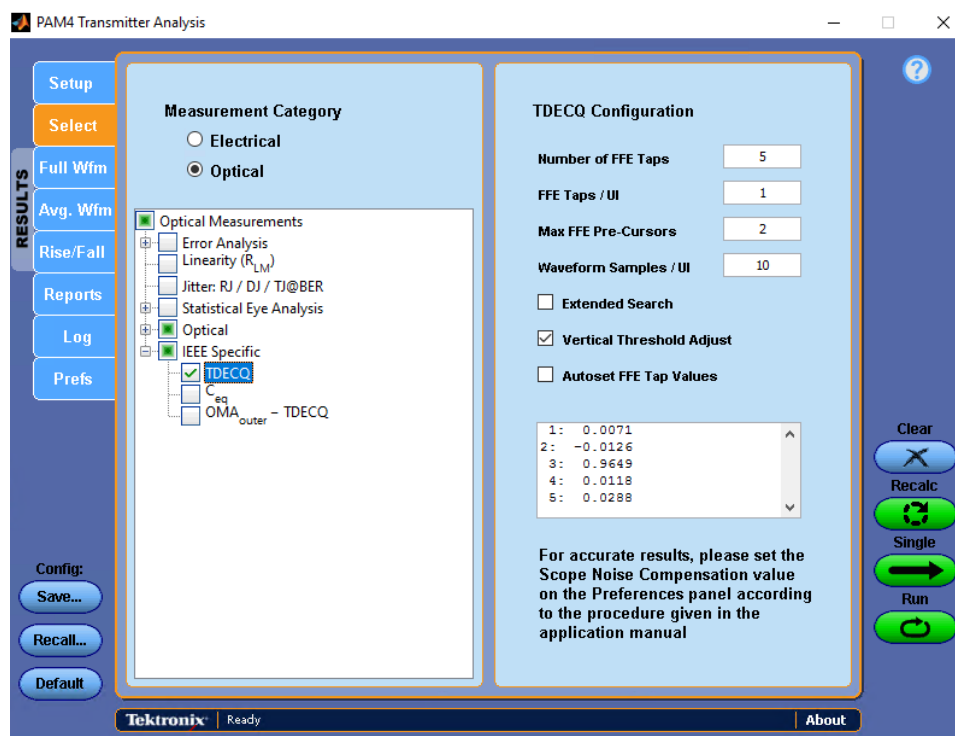 PAM4 Transmitter Analysis
Setup
Select
Full Wfm
Avg. Wfm
Rise/Fall
Reports
Log
Prefs
RESULTS
Config:
Save...
Recall...
Default
Measurement Category
Electrical
Optical
Optical Measurements
Error Analysis
Linearity (RLM)
Jitter: RJ / DJ / TJ@BER
Statistical Eye Analysis
Optical
IEEE Specific
TDECQ
Ceq
OMAouter – TDECQ
TDECQ Configuration
Number of FFE Taps 5
FFE Taps / UI 1
Max FFE Pre-Cursors 2
Waveform Samples / UI 10
Extended Search
Vertical Threshold Adjust
Autoset FFE Tap Values
1: 0.0071
2: -0.0126
3: 0.9649
4: 0.0118
5: 0.0288
For accurate results, please set the
Scope Noise Compensation value
on the Preferences panel according
to the procedure given in the
application manual
?
Clear
Recalc
Single
Run
Tektronix Ready About